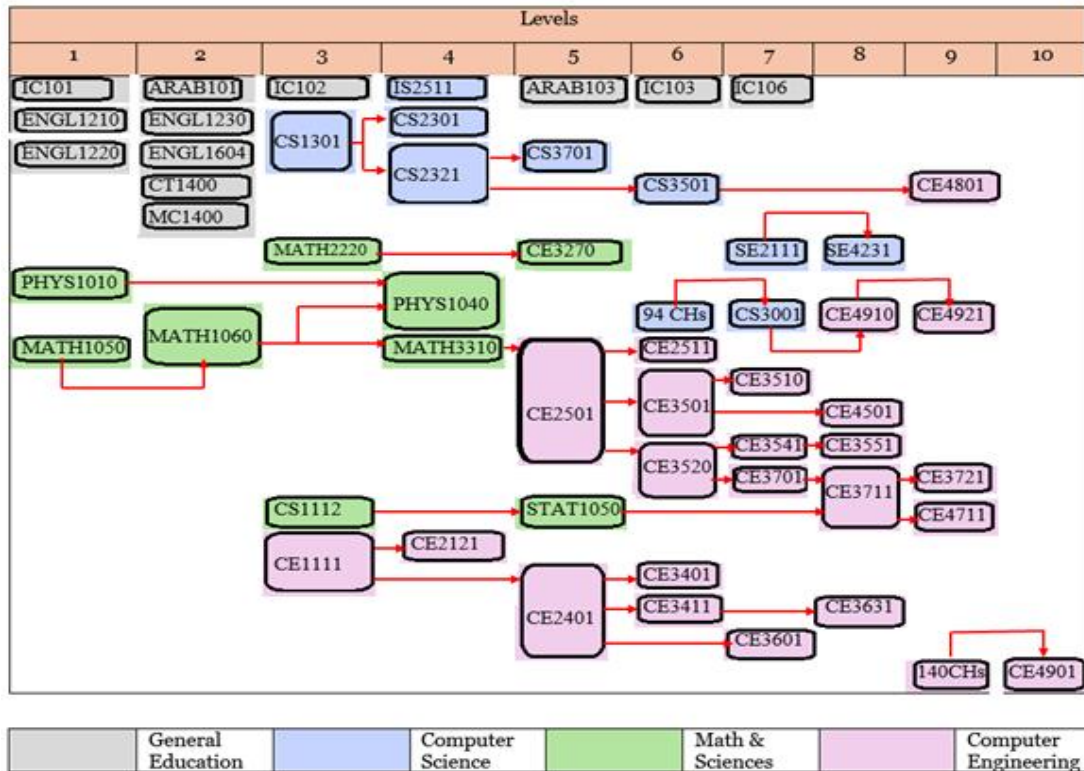 Levels
1 2 3 4 5 6 7 8 9 10
IC101 ARAB101 IC102 IS2511 ARAB103 IC103 IC106
ENGL1210 ENGL1230 CS1301 CS2301
ENGL1220 ENGL1604 CS2321 CS3701
CT1400 CS3501 CE4801
MC1400
MATH2220 CE3270 SE2111 SE4231
PHYS1010 PHYS1040
MATH1060 94 CHs CS3001 CE4910 CE4921
MATH1050 MATH3310 CE2511
CE2501 CE3501 CE3510
CE4501
CE3520 CE3541 CE3551
CE3701 CE3711 CE3721
CS1112 STAT1050 CE4711
CE1111 CE2121
CE2401 CE3401
CE3411 CE3631
CE3601
140CHs CE4901
General Education
Computer Science
Math & Sciences
Computer Engineering